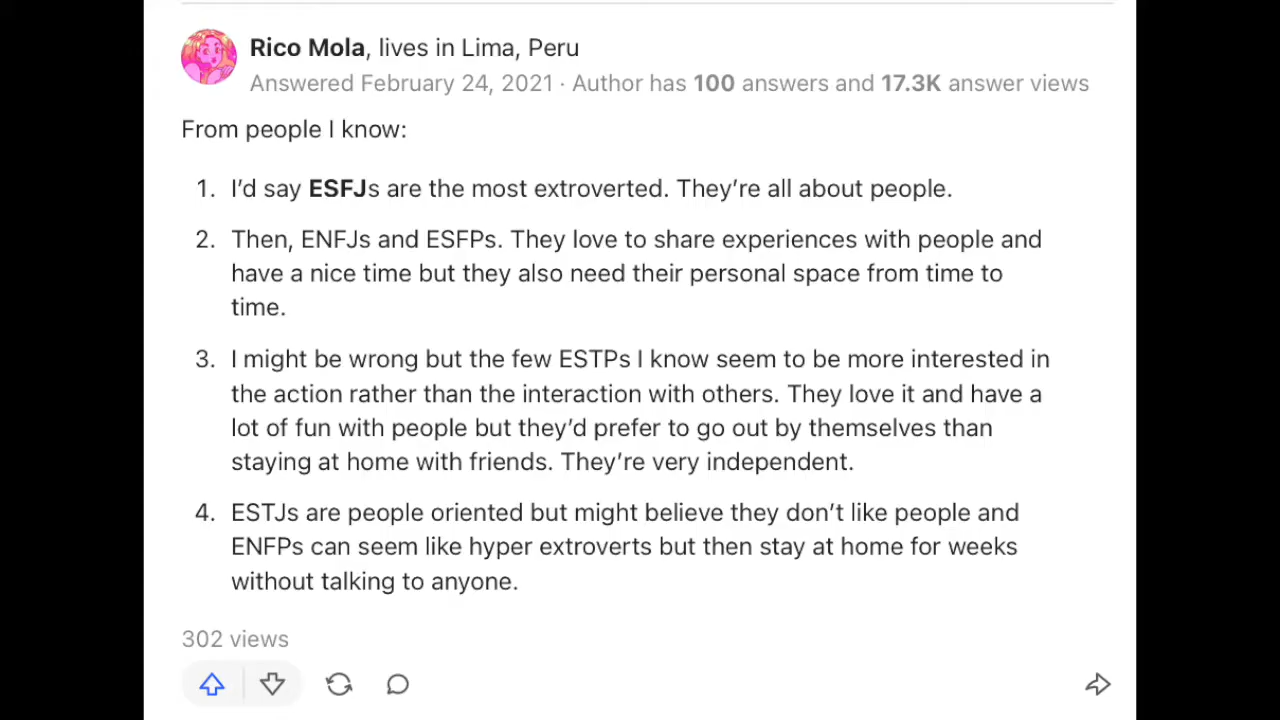 Rico Mola, lives in Lima, Peru
Answered February 24, 2021 · Author has 100 answers and 17.3K answer views
From people I know:
1. I’d say ESFJs are the most extroverted. They’re all about people.
2. Then, ENFJs and ESFPs. They love to share experiences with people and
have a nice time but they also need their personal space from time to
time.
3. I might be wrong but the few ESTPs I know seem to be more interested in
the action rather than the interaction with others. They love it and have a
lot of fun with people but they’d prefer to go out by themselves than
staying at home with friends. They’re very independent.
4. ESTJs are people oriented but might believe they don’t like people and
ENFPs can seem like hyper extroverts but then stay at home for weeks
without talking to anyone.
302 views